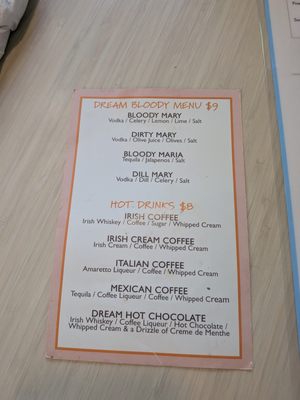 DREAM BLOODY MENU $9
BLOODY MARY
Vodka / Celery / Lemon / Lime / Salt
DIRTY MARY
Vodka / Olive Juice / Olives / Salt
BLOODY MARIA
Tequila / Jalapenos / Salt
DILL MARY
Vodka / Dill / Celery / Salt
HOT DRINKS $8
IRISH COFFEE
Irish Whiskey / Coffee / Sugar / Whipped Cream
IRISH CREAM COFFEE
Irish Cream / Coffee / Whipped Cream
ITALIAN COFFEE
Amaretto Liqueur / Coffee / Whipped Cream
MEXICAN COFFEE
Tequila / Coffee Liqueur / Coffee / Whipped Cream
DREAM HOT CHOCOLATE
Irish Whiskey / Coffee Liqueur / Hot Chocolate /
Whipped Cream & a Drizzle of Creme de Menthe